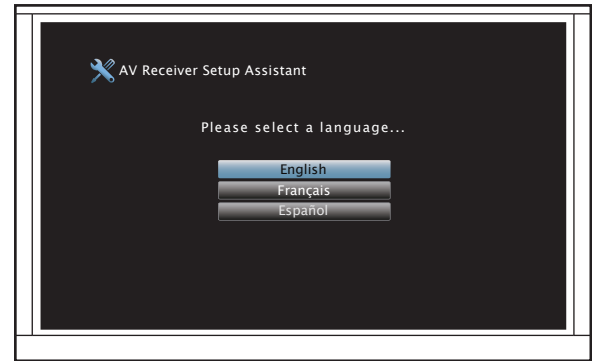 AV Receiver Setup Assistant
Please select a language...
English
Français
Español